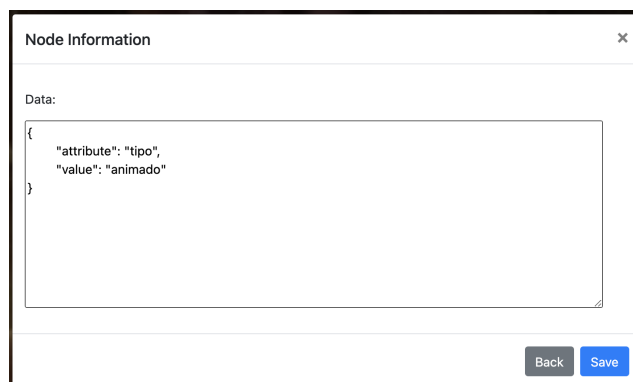 Node Information ×
Data:
{
"attribute": "tipo",
"value": "animado"
}
Back Save